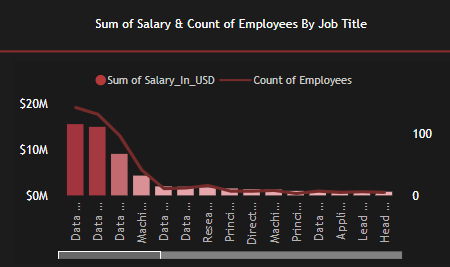 Sum of Salary & Count of Employees By Job Title
Sum of Salary_In_USD
Count of Employees
$20M
$10M
$0M
100
0
Data ...
Data ...
Data ...
Machi...
Data ...
Data ...
Resea...
Princi...
Direct...
Machi...
Princi...
Data ...
Appli...
Lead ...
Head ...